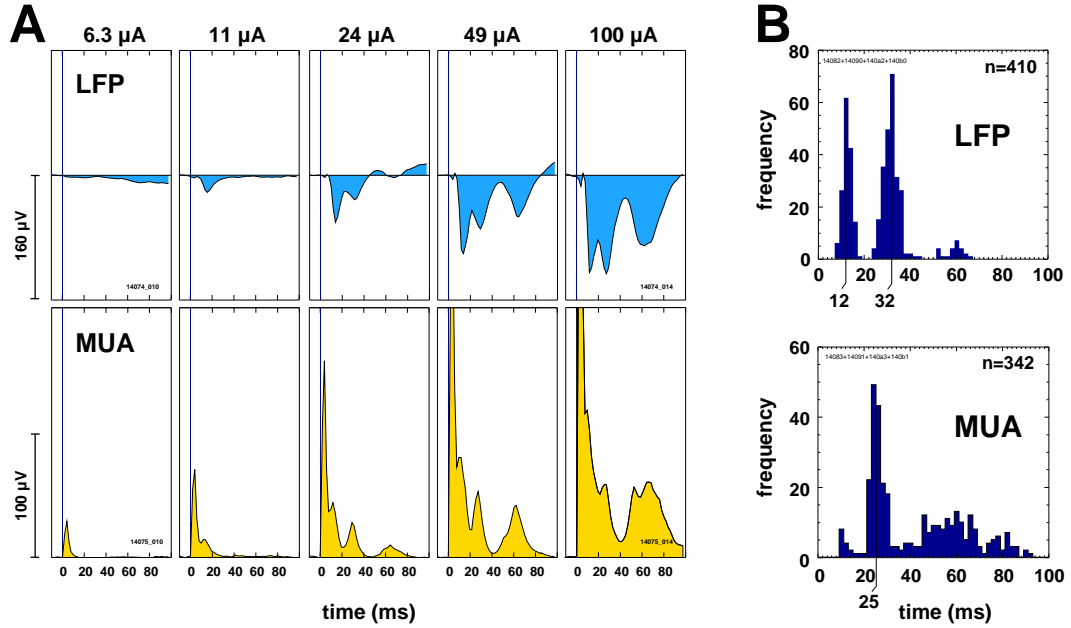 A
6.3 µA 11 µA 24 µA 49 µA 100 µA
LFP
160 µV
14074_010 14074_014
MUA
100 µV
14075_010 14075_014
0 20 40 60 80 0 20 40 60 80 0 20 40 60 80 0 20 40 60 80 0 20 40 60 80
time (ms)
B
80
14082+14090+140a2+140b0
n=410
60
LFP
frequency
40
20
0
0 20 40 60 80 100
12 32
60
14083+14091+140a3+140b1
n=342
MUA
40
frequency
20
0
0 20 40 60 80 100
25
time (ms)